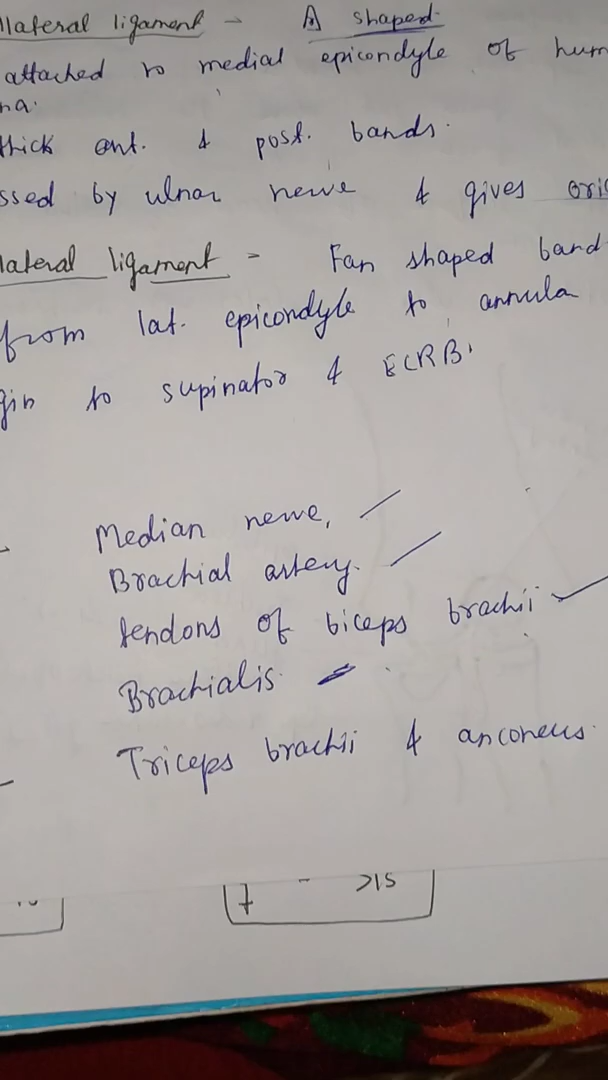 llateral ligament - A shaped
attached to medial epicondyle of hum
na.
thick ant. & post. bands.
ssed by ulnar nerve & gives ori
lateral ligament - Fan shaped band
from lat. epicondyle to annula
gin to supinator & ECRB.
Median nerve,
Brachial artery.
tendons of biceps brachii
Brachialis
Triceps brachii & anconeus.